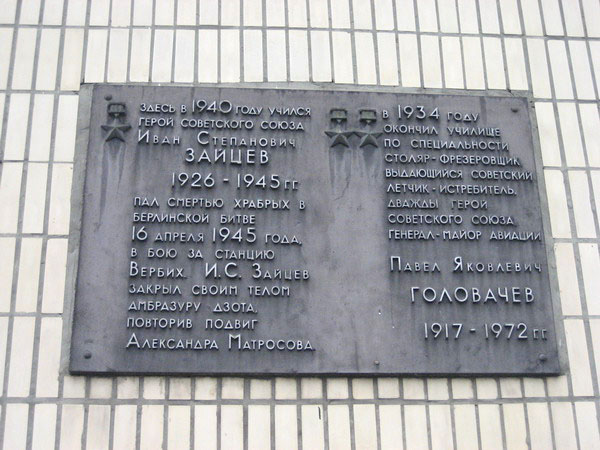 Здесь в 1940 году учился
Герой Советского Союза
Иван Степанович
ЗАЙЦЕВ
1926 - 1945 гг
пал смертью храбрых в
Берлинской битве
16 апреля 1945 года,
в бою за станцию
Вербих. И.С. Зайцев
закрыл своим телом
амбразуру дзота,
повторив подвиг
Александра Матросова.
в 1934 году
окончил училище
по специальности
столяр-фрезеровщик,
выдающийся советский
летчик-истребитель,
дважды Герой
Советского Союза,
генерал-майор авиации
Павел Яковлевич
ГОЛОВАЧЕВ
1917 - 1972 гг